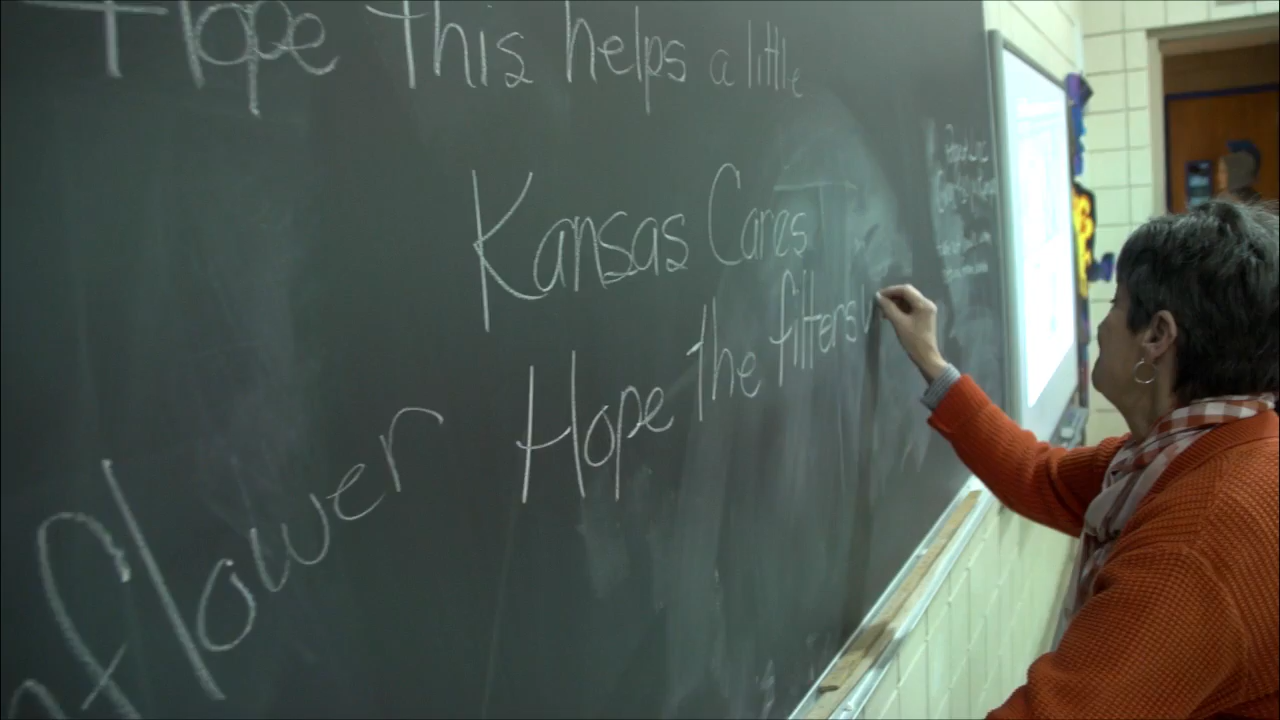 Hope This helps a little
Kansas Cares
Hope the filters
flower